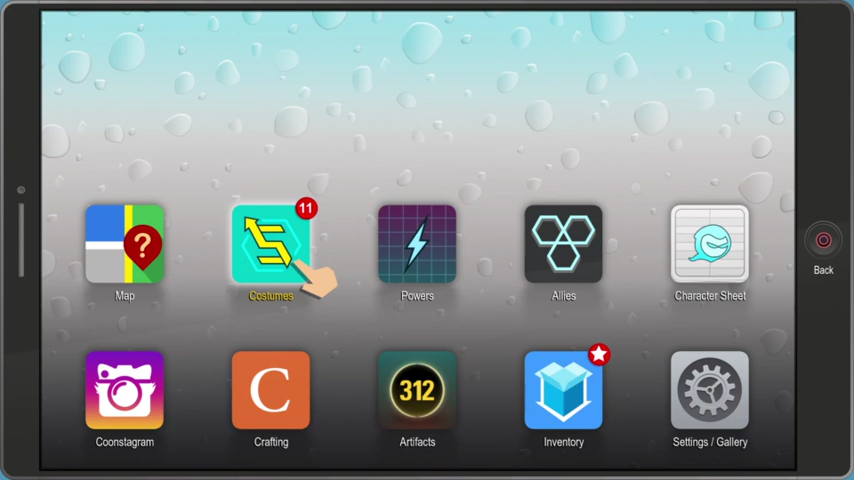 11
?
Map
Costumes
Powers
Allies
Character Sheet
Back
C
312
Coonstagram
Crafting
Artifacts
Inventory
Settings / Gallery